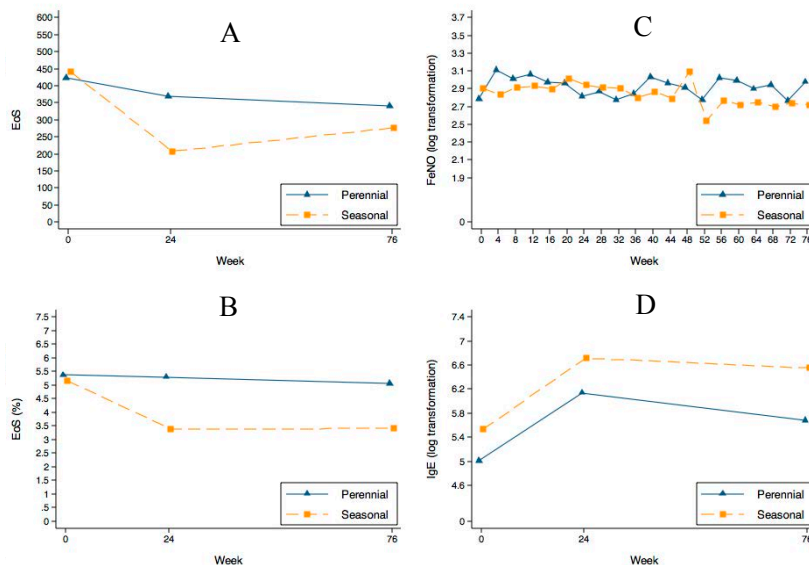 A
EoS
600
550
500
450
400
350
300
250
200
150
100
50
0
Perennial
Seasonal
0 24 76
Week
C
FeNO (log transformation)
3.7
3.5
3.3
3.1
2.9
2.7
2.5
2.3
2.1
1.9
0
Perennial
Seasonal
0 4 8 12 16 20 24 28 32 36 40 44 48 52 56 60 64 68 72 76
Week
B
EoS (%)
7.5
7
6.5
6
5.5
5
4.5
4
3.5
3
2.5
2
1.5
1
.5
0
Perennial
Seasonal
0 24 76
Week
D
IgE (log transformation)
7.4
7
6.6
6.2
5.8
5.4
5
4.6
0
Perennial
Seasonal
0 24 76
Week